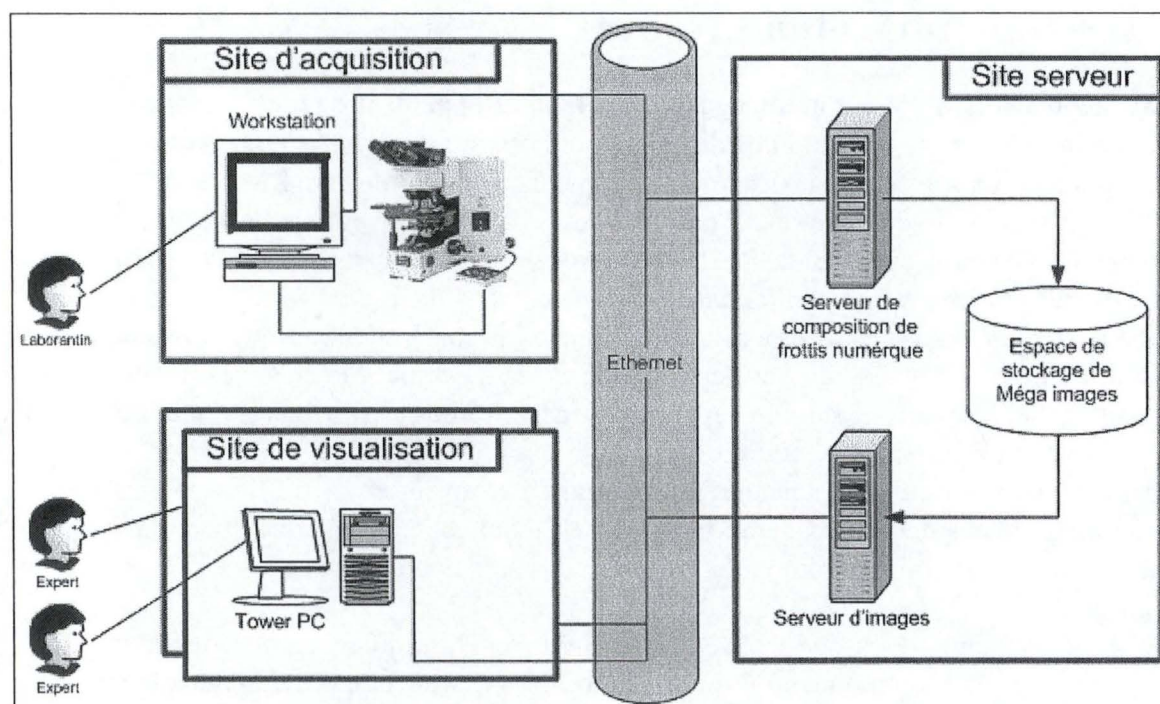 Site d'acquisition
Workstation
Laborantin
Site de visualisation
Tower PC
Expert
Expert
Ethernet
Site serveur
Serveur de
composition de
frottis numérque
Espace de
stockage de
Méga images
Serveur d'images